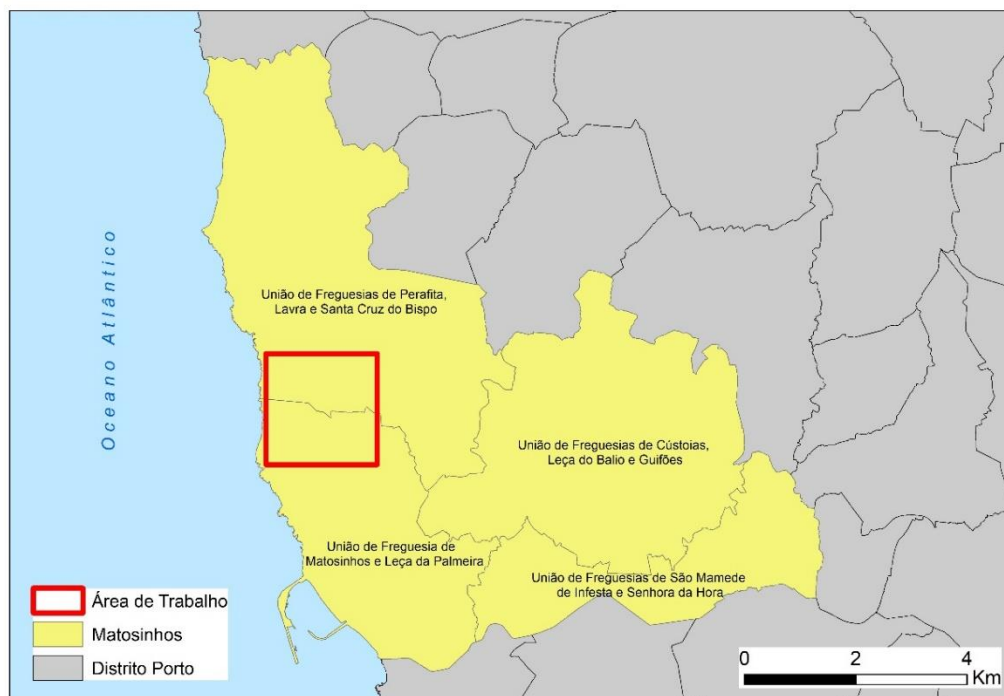 Oceano Atlântico
União de Freguesias de Perafita,
Lavra e Santa Cruz do Bispo
União de Freguesias de Cústoias,
Leça do Balio e Guifões
União de Freguesia de
Matosinhos e Leça da Palmeira
União de Freguesias de São Mamede
de Infesta e Senhora da Hora
Área de Trabalho
Matosinhos
Distrito Porto
0 2 4
Km